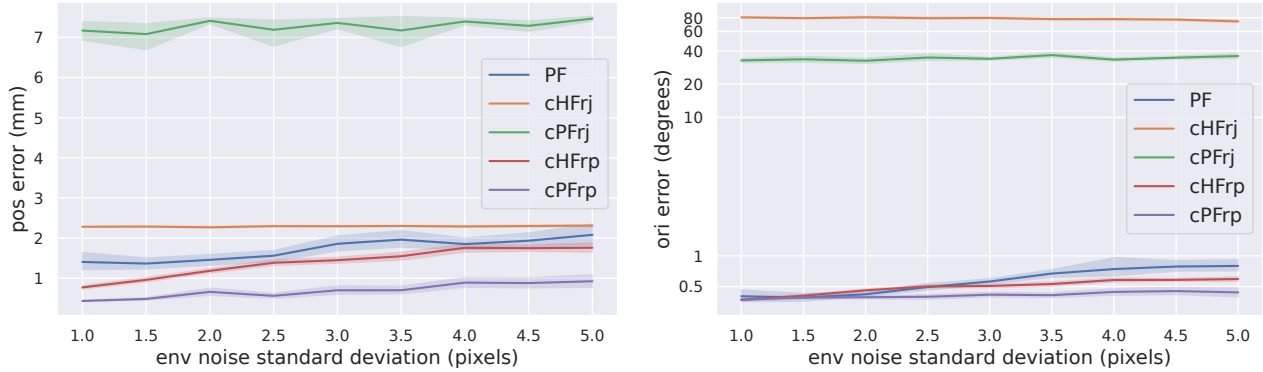 pos error (mm)
7
6
5
4
3
2
1
PF
cHFrj
cPFrj
cHFrp
cPFrp
1.0 1.5 2.0 2.5 3.0 3.5 4.0 4.5 5.0
env noise standard deviation (pixels)
ori error (degrees)
80
60
40
20
10
1
0.5
PF
cHFrj
cPFrj
cHFrp
cPFrp
1.0 1.5 2.0 2.5 3.0 3.5 4.0 4.5 5.0
env noise standard deviation (pixels)